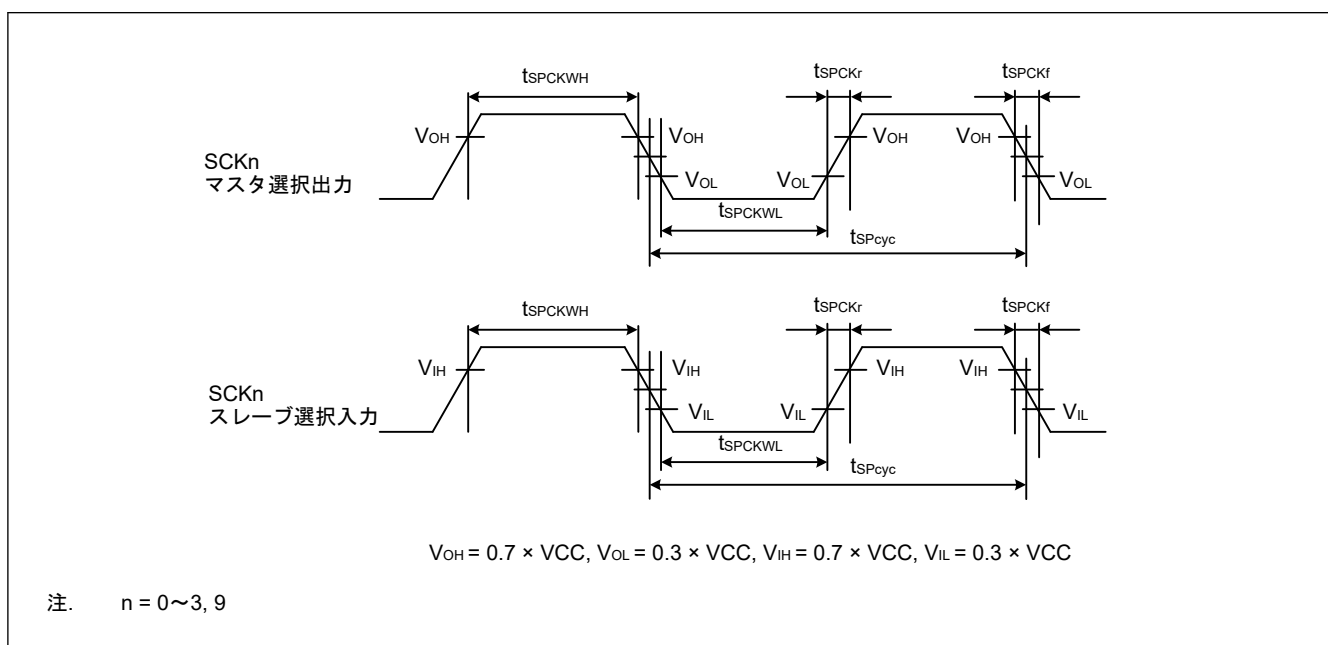 tSPCKWH
tSPCKr
tSPCKf
VOH
VOH
VOH
VOH
SCKn
マスタ選択出力
VOL
VOL
VOL
tSPCKWL
tSPcyc
tSPCKWH
tSPCKr
tSPCKf
VIH
VIH
VIH
VIH
SCKn
スレーブ選択入力
VIL
VIL
VIL
tSPCKWL
tSPcyc
VOH = 0.7 × VCC, VOL = 0.3 × VCC, VIH = 0.7 × VCC, VIL = 0.3 × VCC
注. n = 0～3, 9